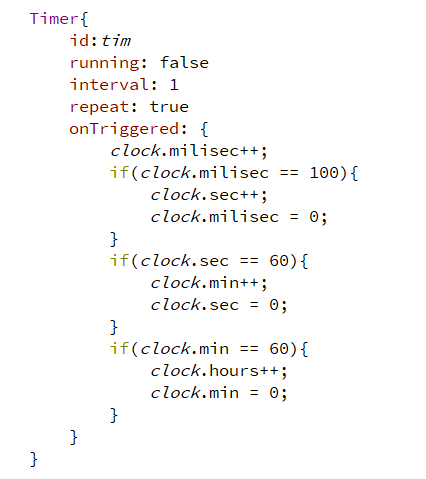 Timer{
    id:tim
    running: false
    interval: 1
    repeat: true
    onTriggered: {
        clock.milisec++;
        if(clock.milisec == 100){
            clock.sec++;
            clock.milisec = 0;
        }
        if(clock.sec == 60){
            clock.min++;
            clock.sec = 0;
        }
        if(clock.min == 60){
            clock.hours++;
            clock.min = 0;
        }
    }
}